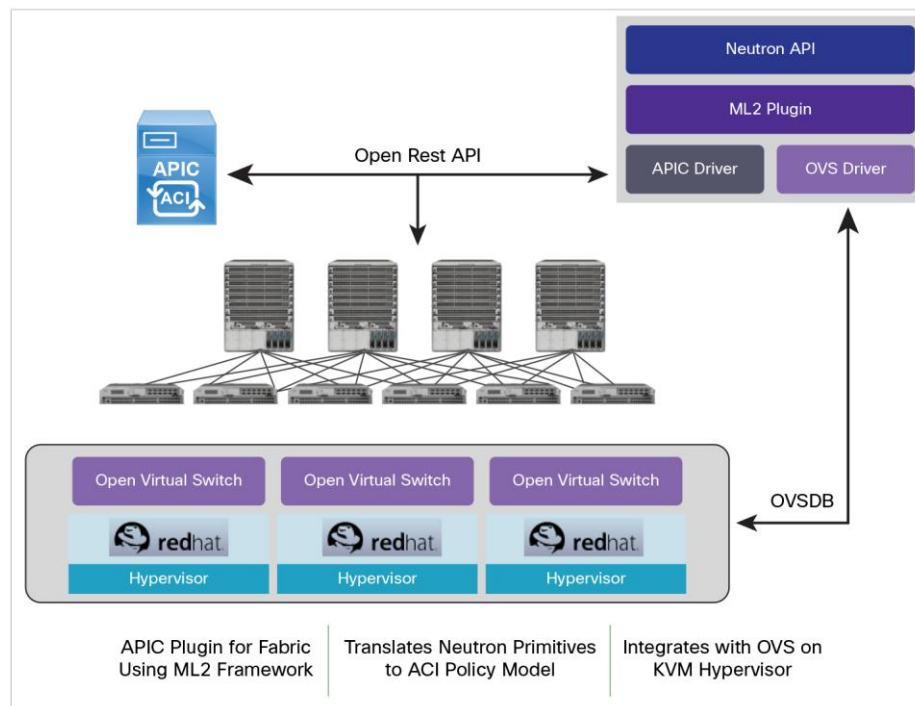 Neutron API
ML2 Plugin
APIC Driver
OVS Driver
Open Rest API
APIC
ACI
Open Virtual Switch
Open Virtual Switch
Open Virtual Switch
redhat.
redhat.
redhat.
Hypervisor
Hypervisor
Hypervisor
OVSDB
APIC Plugin for Fabric
Using ML2 Framework
Translates Neutron Primitives
to ACI Policy Model
Integrates with OVS on
KVM Hypervisor